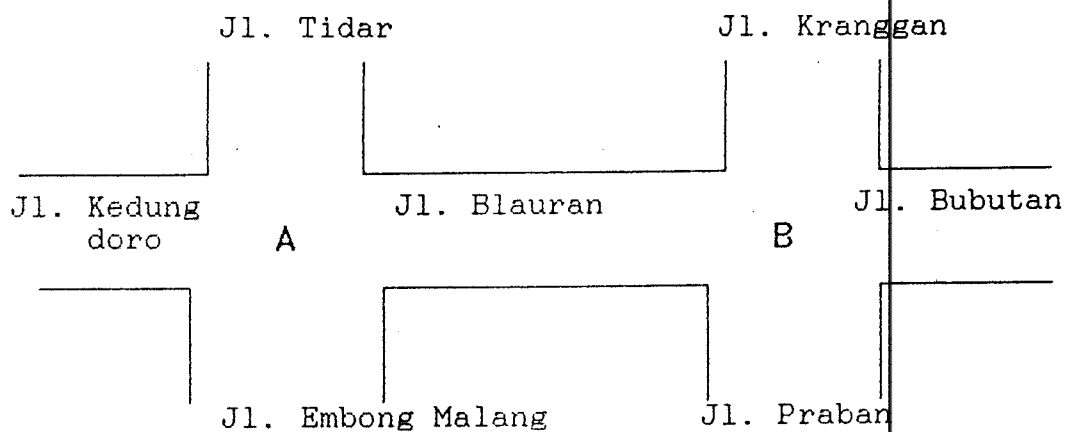 Jl. Tidar
Jl. Kranggan
Jl. Kedung
doro
Jl. Blauran
Jl. Bubutan
A
B
Jl. Embong Malang
Jl. Praban